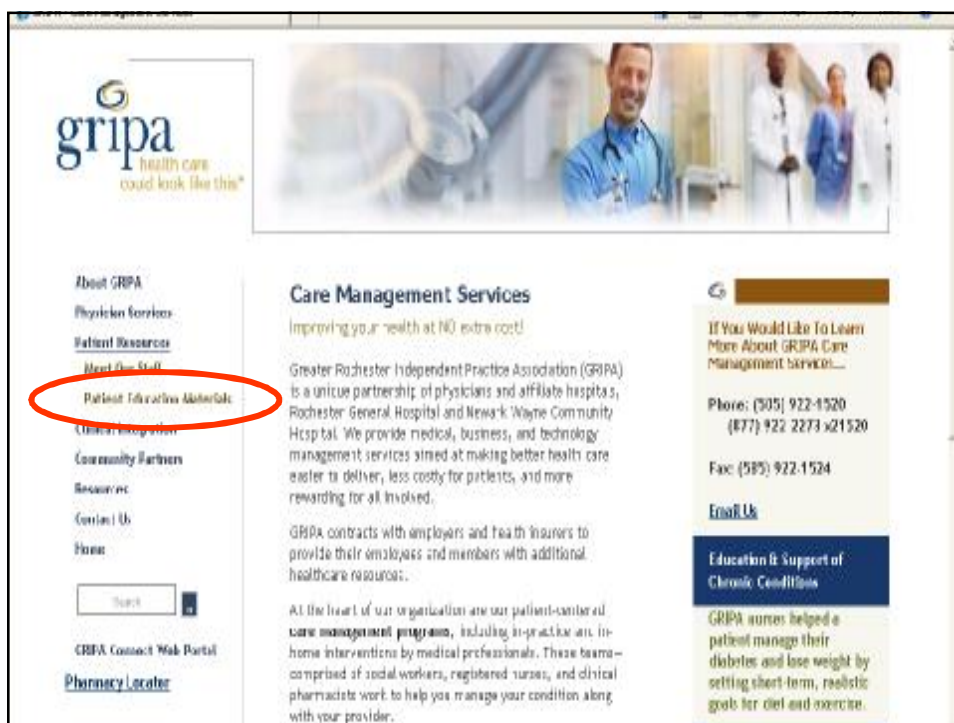 gripa
health care
could look like this*
About GRIPA
Physician Services
Patient Resources
Meet Our Staff
Patient Education Materials
Clinical Integration
Community Partners
Resources
Contact Us
Home
Search
GRIPA Connect Web Portal
Pharmacy Locater
Care Management Services
Improving your health at NO extra cost!
Greater Rochester Independent Practice Association (GRIPA)
is a unique partnership of physicians and affiliate hospitals,
Rochester General Hospital and Newark Wayne Community
Hospital. We provide medical, business, and technology
management services aimed at making better health care
easier to deliver, less costly for patients, and more
rewarding for all involved.
GRIPA contracts with employers and health insurers to
provide their employees and members with additional
healthcare resources.
At the heart of our organization are our patient-centered
care management programs, including in-practice and in-
home interventions by medical professionals. These teams—
comprised of social workers, registered nurses, and clinical
pharmacists work to help you manage your condition along
with your provider.
If You Would Like To Learn
More About GRIPA Care
Management Services...
Phone: (585) 922-1520
(877) 922 2273 x21520
Fax: (585) 922-1524
Email Us
Education & Support of
Chronic Conditions
GRIPA nurses helped a
patient manage their
diabetes and lose weight by
setting short-term, realistic
goals for diet and exercise.